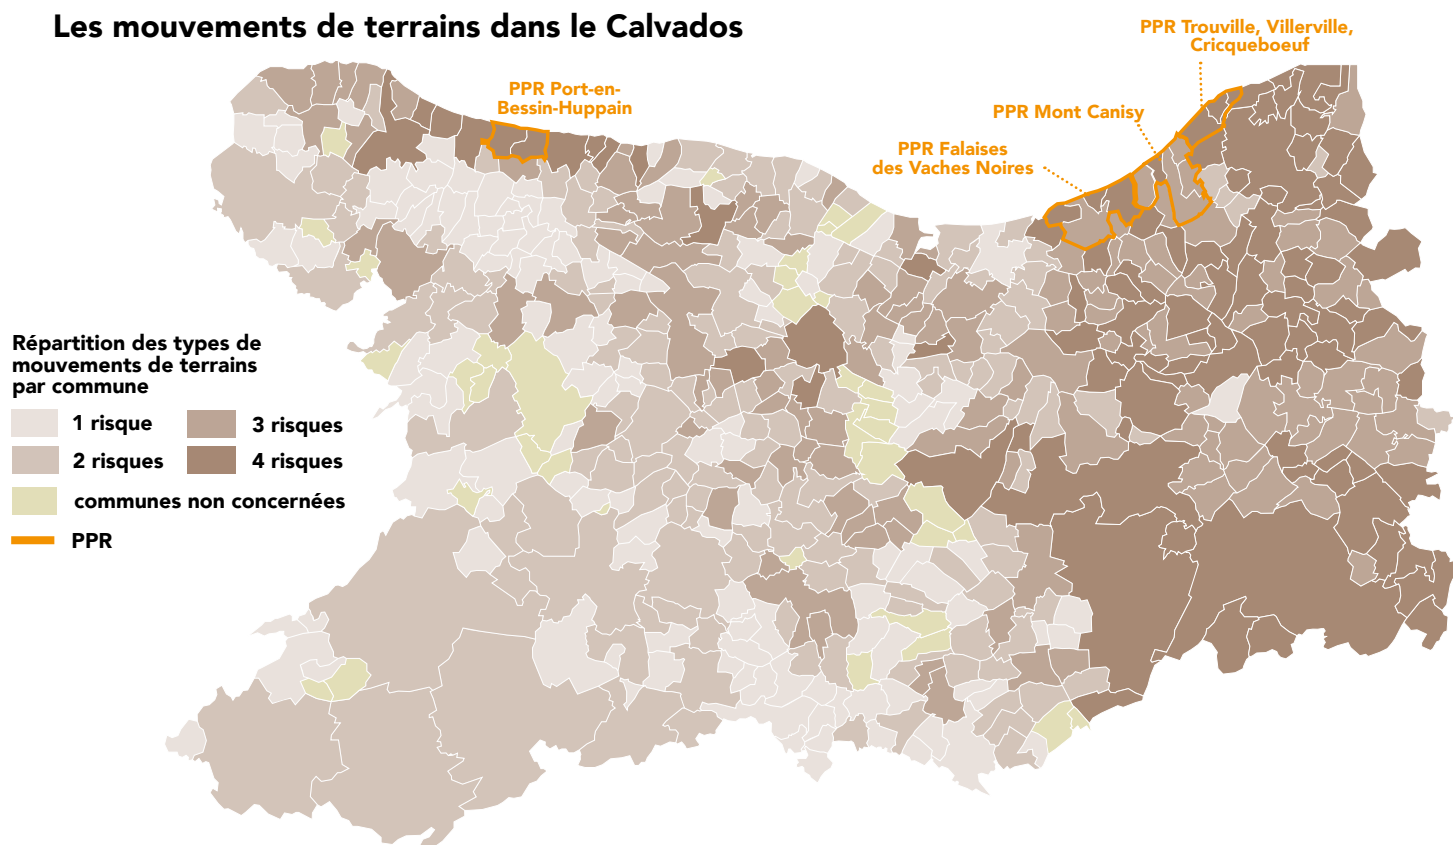 Les mouvements de terrains dans le Calvados
PPR Trouville, Villerville,
Cricqueboeuf
PPR Port-en-
Bessin-Huppain
PPR Mont Canisy
PPR Falaises
des Vaches Noires
Répartition des types de
mouvements de terrains
par commune
1 risque
3 risques
2 risques
4 risques
communes non concernées
PPR